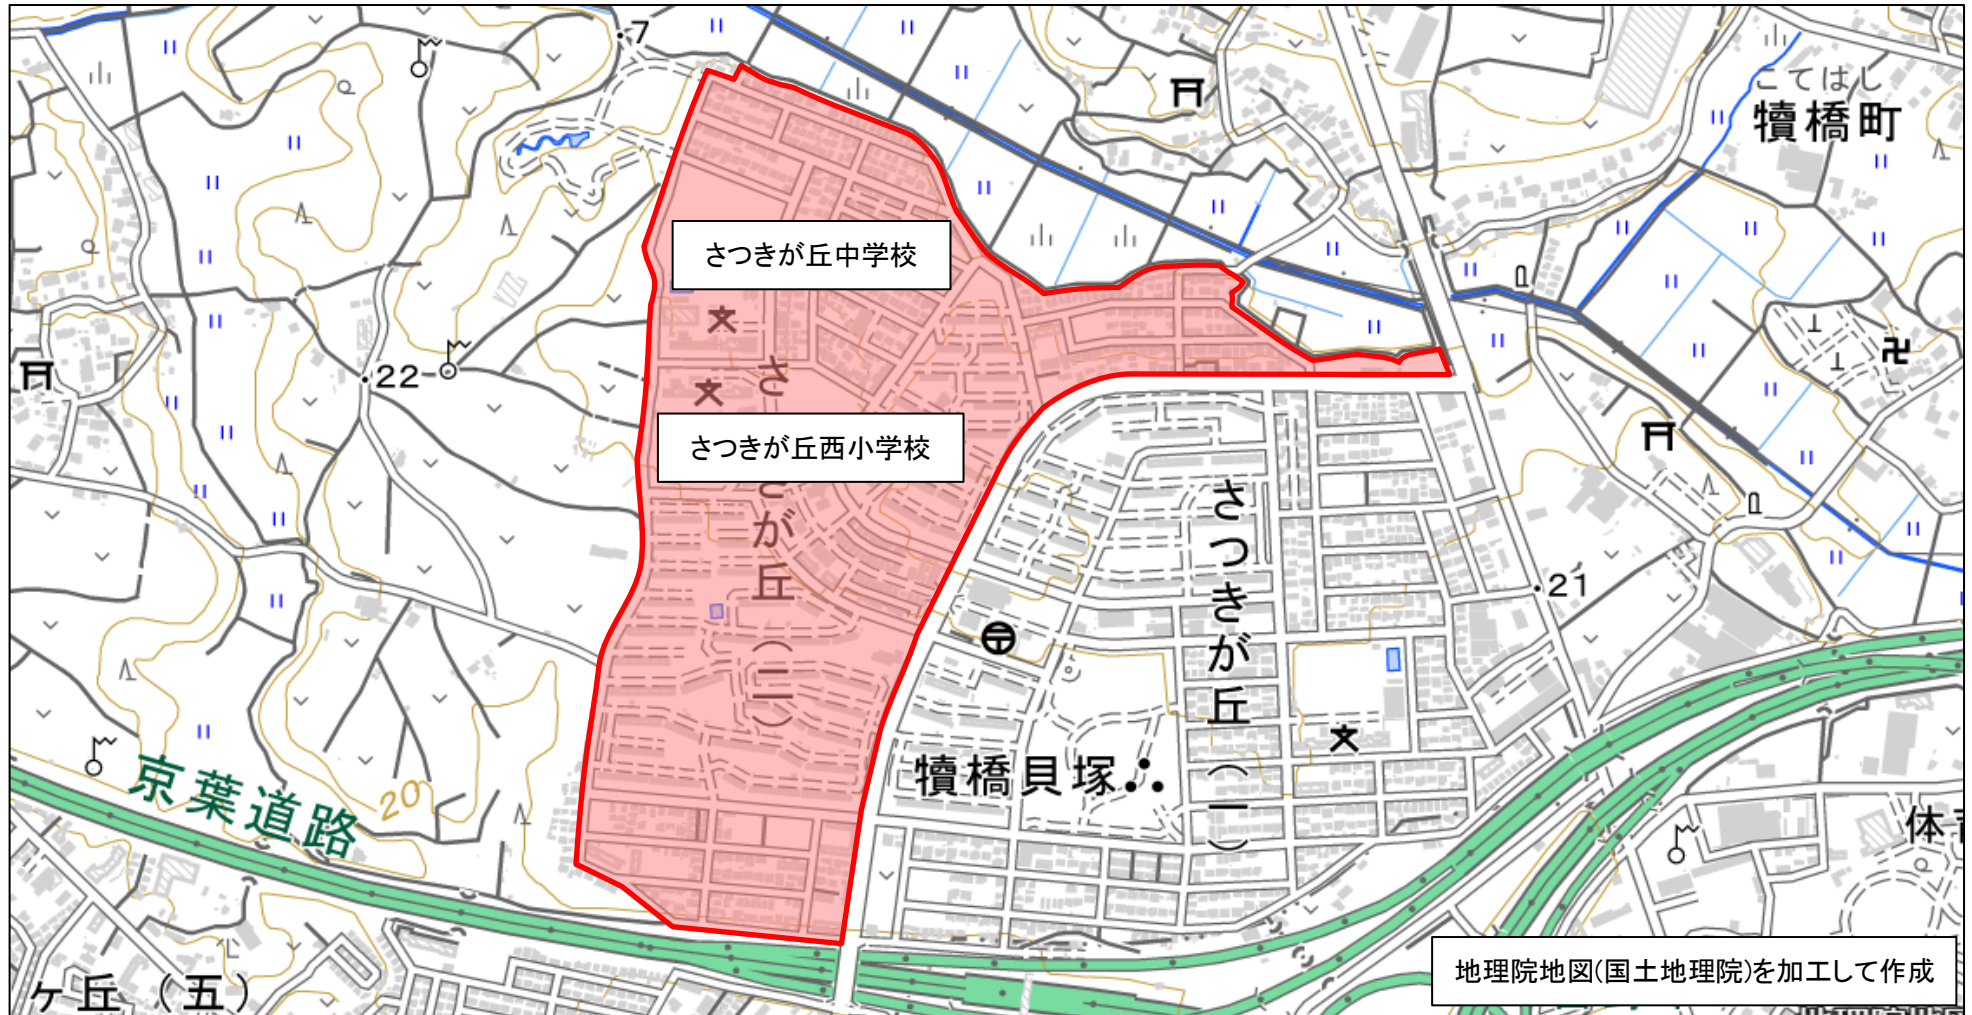 7
こてはし
犢橋町
さつきが丘中学校
22
さつきが丘西小学校
さつきが丘(二)
さつきが丘(一)
21
犢橋貝塚
京葉道路
20
ヶ丘(五)
地理院地図(国土地理院)を加工して作成